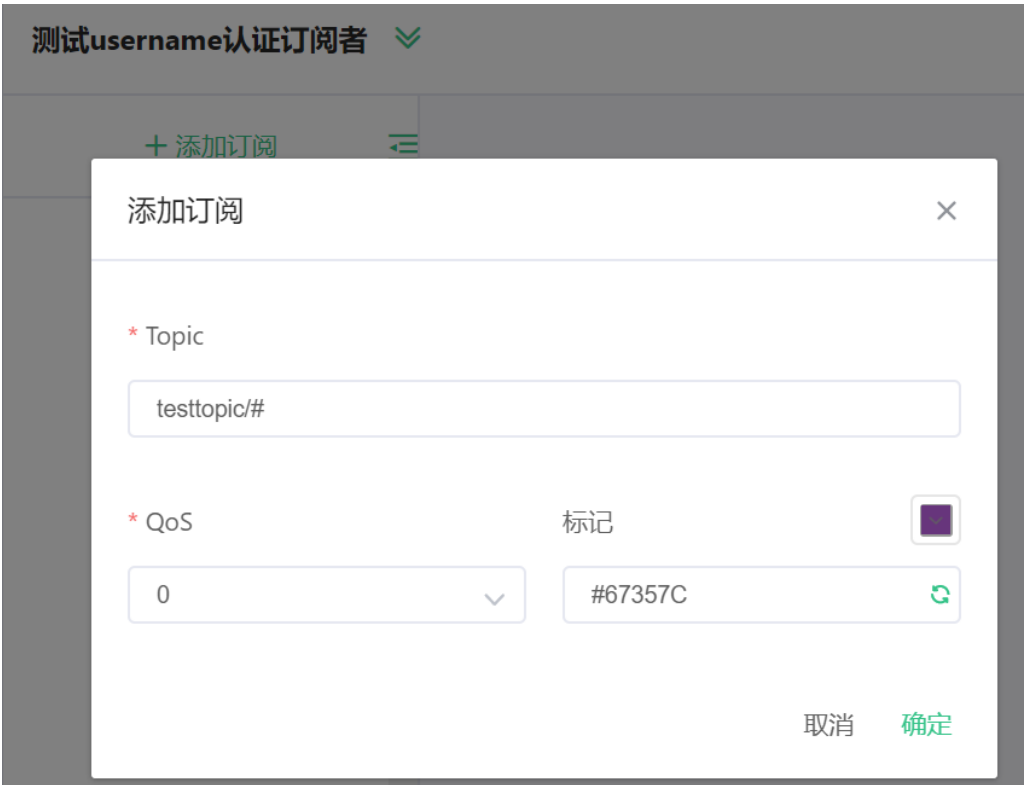 测试username认证订阅者
添加订阅
添加订阅
* Topic
testtopic/#
* QoS
标记
0
#67357C
取消
确定